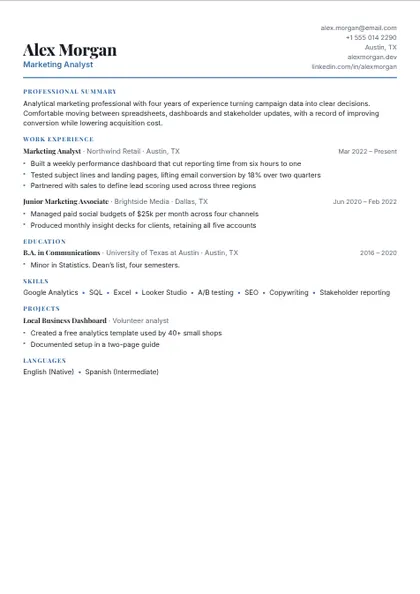 alex.morgan@email.com
+1 555 014 2290
Austin, TX
alexmorgan.dev
linkedin.com/in/alexmorgan
Alex Morgan
Marketing Analyst
PROFESSIONAL SUMMARY
Analytical marketing professional with four years of experience turning campaign data into clear decisions.
Comfortable moving between spreadsheets, dashboards and stakeholder updates, with a record of improving
conversion while lowering acquisition cost.
WORK EXPERIENCE
Marketing Analyst · Northwind Retail · Austin, TX Mar 2022 – Present
• Built a weekly performance dashboard that cut reporting time from six hours to one
• Tested subject lines and landing pages, lifting email conversion by 18% over two quarters
• Partnered with sales to define lead scoring used across three regions
Junior Marketing Associate · Brightside Media · Dallas, TX Jun 2020 – Feb 2022
• Managed paid social budgets of $25k per month across four channels
• Produced monthly insight decks for clients, retaining all five accounts
EDUCATION
B.A. in Communications · University of Texas at Austin · Austin, TX 2016 – 2020
• Minor in Statistics. Dean's list, four semesters.
SKILLS
Google Analytics • SQL • Excel • Looker Studio • A/B testing • SEO • Copywriting • Stakeholder reporting
PROJECTS
Local Business Dashboard · Volunteer analyst
• Created a free analytics template used by 40+ small shops
• Documented setup in a two-page guide
LANGUAGES
English (Native) • Spanish (Intermediate)